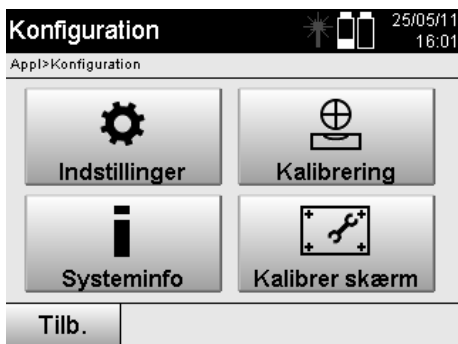 Konfiguration
25/05/11
16:01
Appl>Konfiguration
Indstillinger
Kalibrering
Systeminfo
Kalibrer skærm
Tilb.